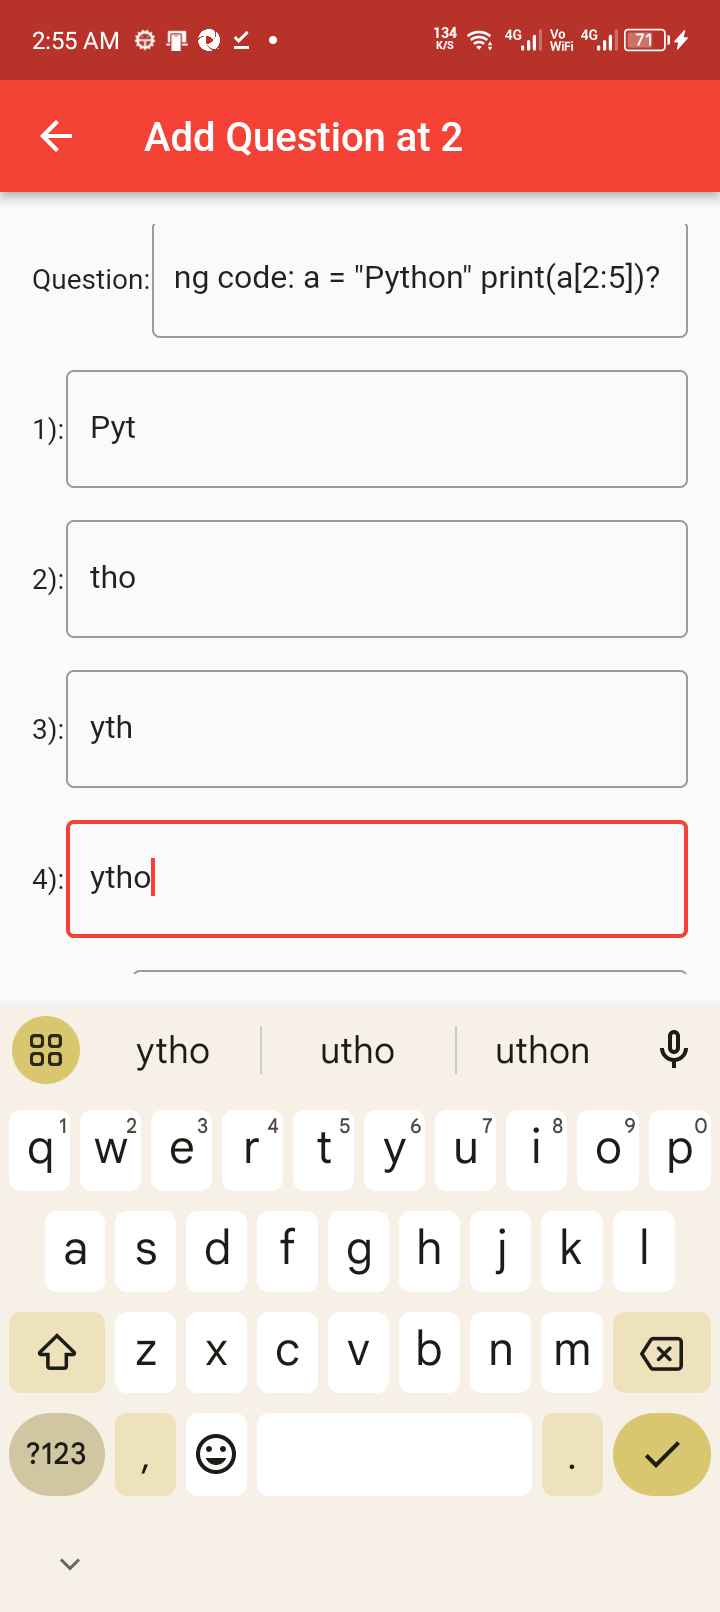 2:55 AM 134 K/S 4G Vo WiFi 4G 71
Add Question at 2
Question: ng code: a = "Python" print(a[2:5])?
1): Pyt
2): tho
3): yth
4): ytho
ytho utho uthon
q1 w2 e3 r4 t5 y6 u7 i8 o9 p0
a s d f g h j k l
z x c v b n m
?123 , .